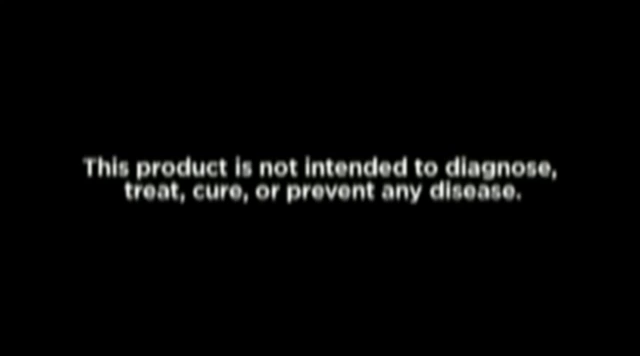 This product is not intended to diagnose,
treat, cure, or prevent any disease.